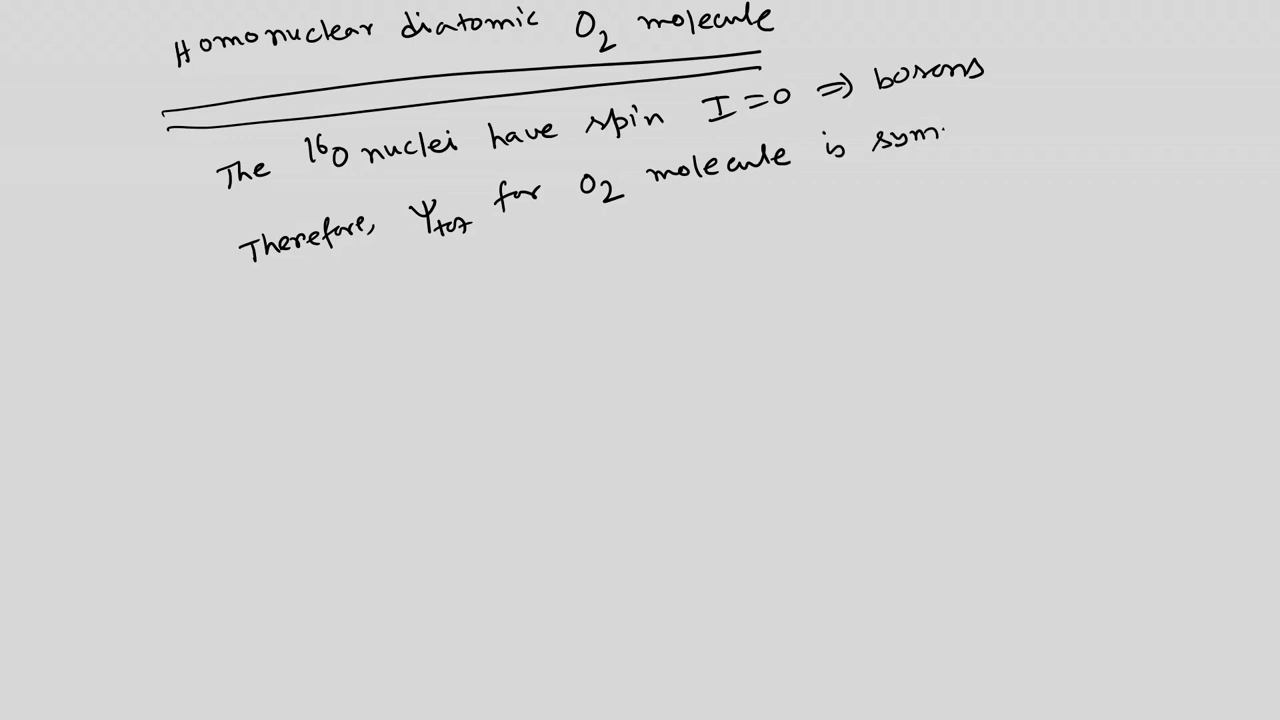 Homonuclear diatomic O₂ molecule
The ¹⁶O nuclei have spin I = 0 ⇒ bosons
Therefore, Ψtot for O₂ molecule is sym.